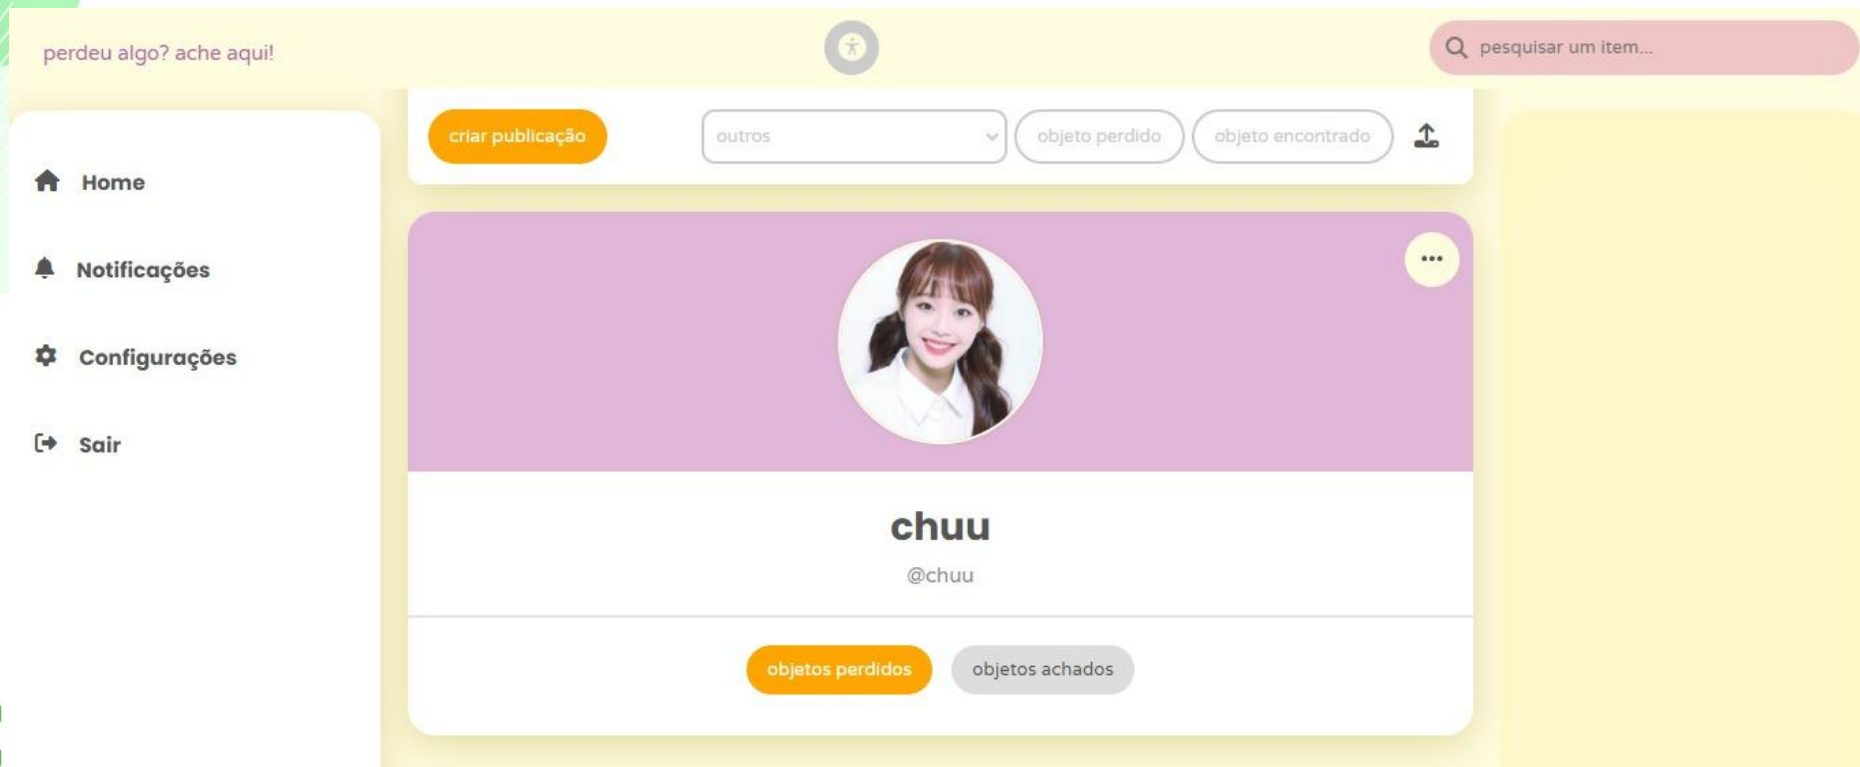 perdeu algo? ache aqui!
pesquisar um item...
Home
Notificações
Configurações
Sair
criar publicação
outros
objeto perdido
objeto encontrado
chuu
@chuu
objetos perdidos
objetos achados